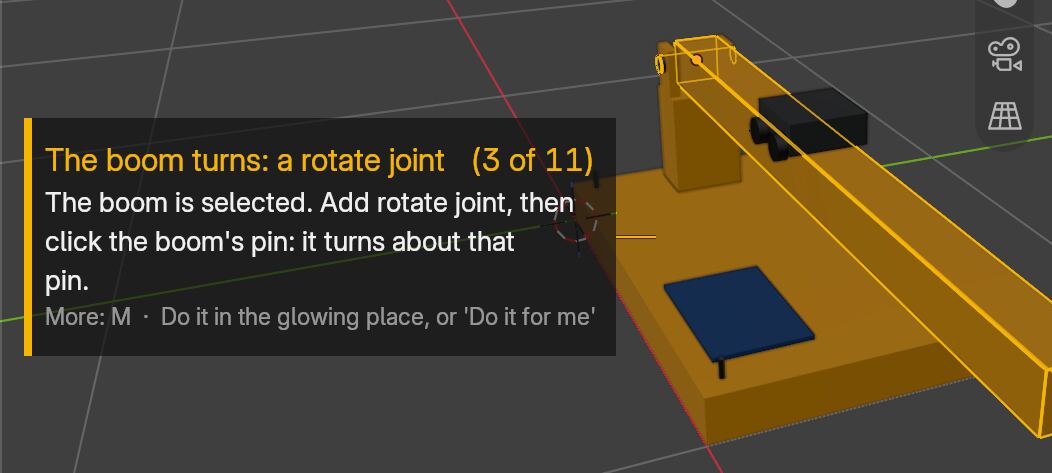 The boom turns: a rotate joint (3 of 11)
The boom is selected. Add rotate joint, then
click the boom's pin: it turns about that
pin.
More: M · Do it in the glowing place, or 'Do it for me'